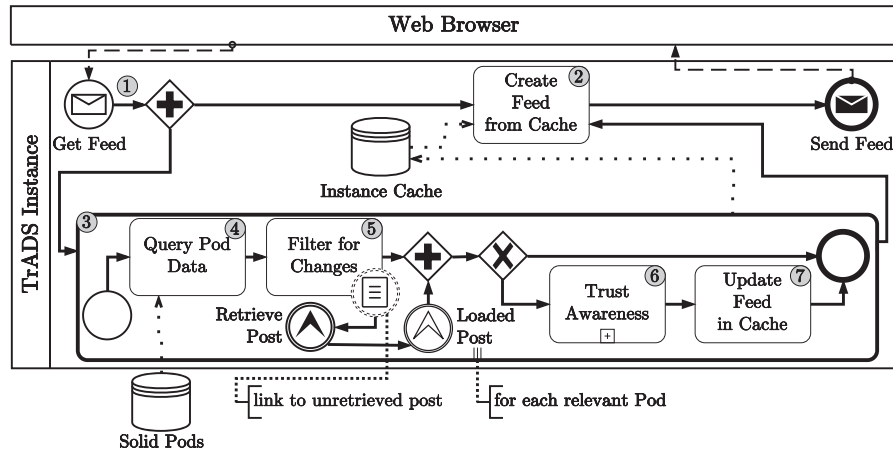 Web Browser
TrADS Instance
1
Get Feed
2
Create
Feed
from Cache
Send Feed
Instance Cache
3
4
Query Pod
Data
5
Filter for
Changes
Retrieve
Post
Loaded
Post
6
Trust
Awareness
7
Update
Feed
in Cache
Solid Pods
link to unretrieved post
for each relevant Pod